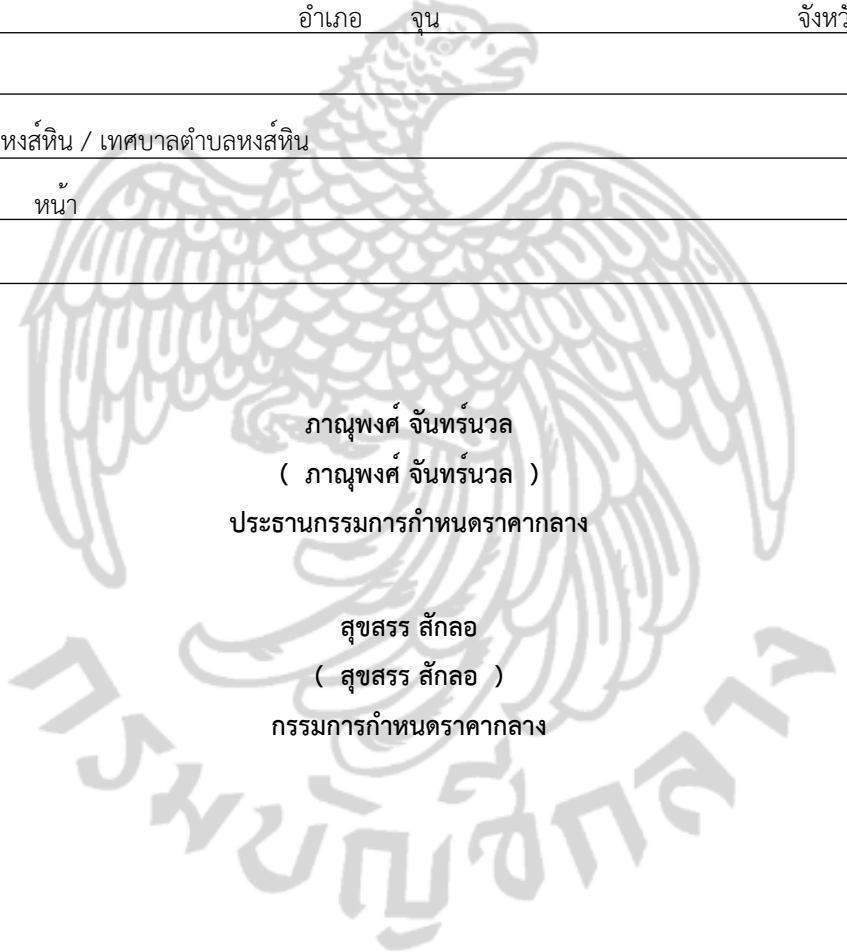 อำเภอ จุน จังหวั
หงส์หิน / เทศบาลตำบลหงส์หิน
หน้า
ภาณุพงศ์ จันทร์นวล
( ภาณุพงศ์ จันทร์นวล )
ประธานกรรมการกำหนดราคากลาง
สุขสรร สักลอ
( สุขสรร สักลอ )
กรรมการกำหนดราคากลาง
กรมบัญชีกลาง